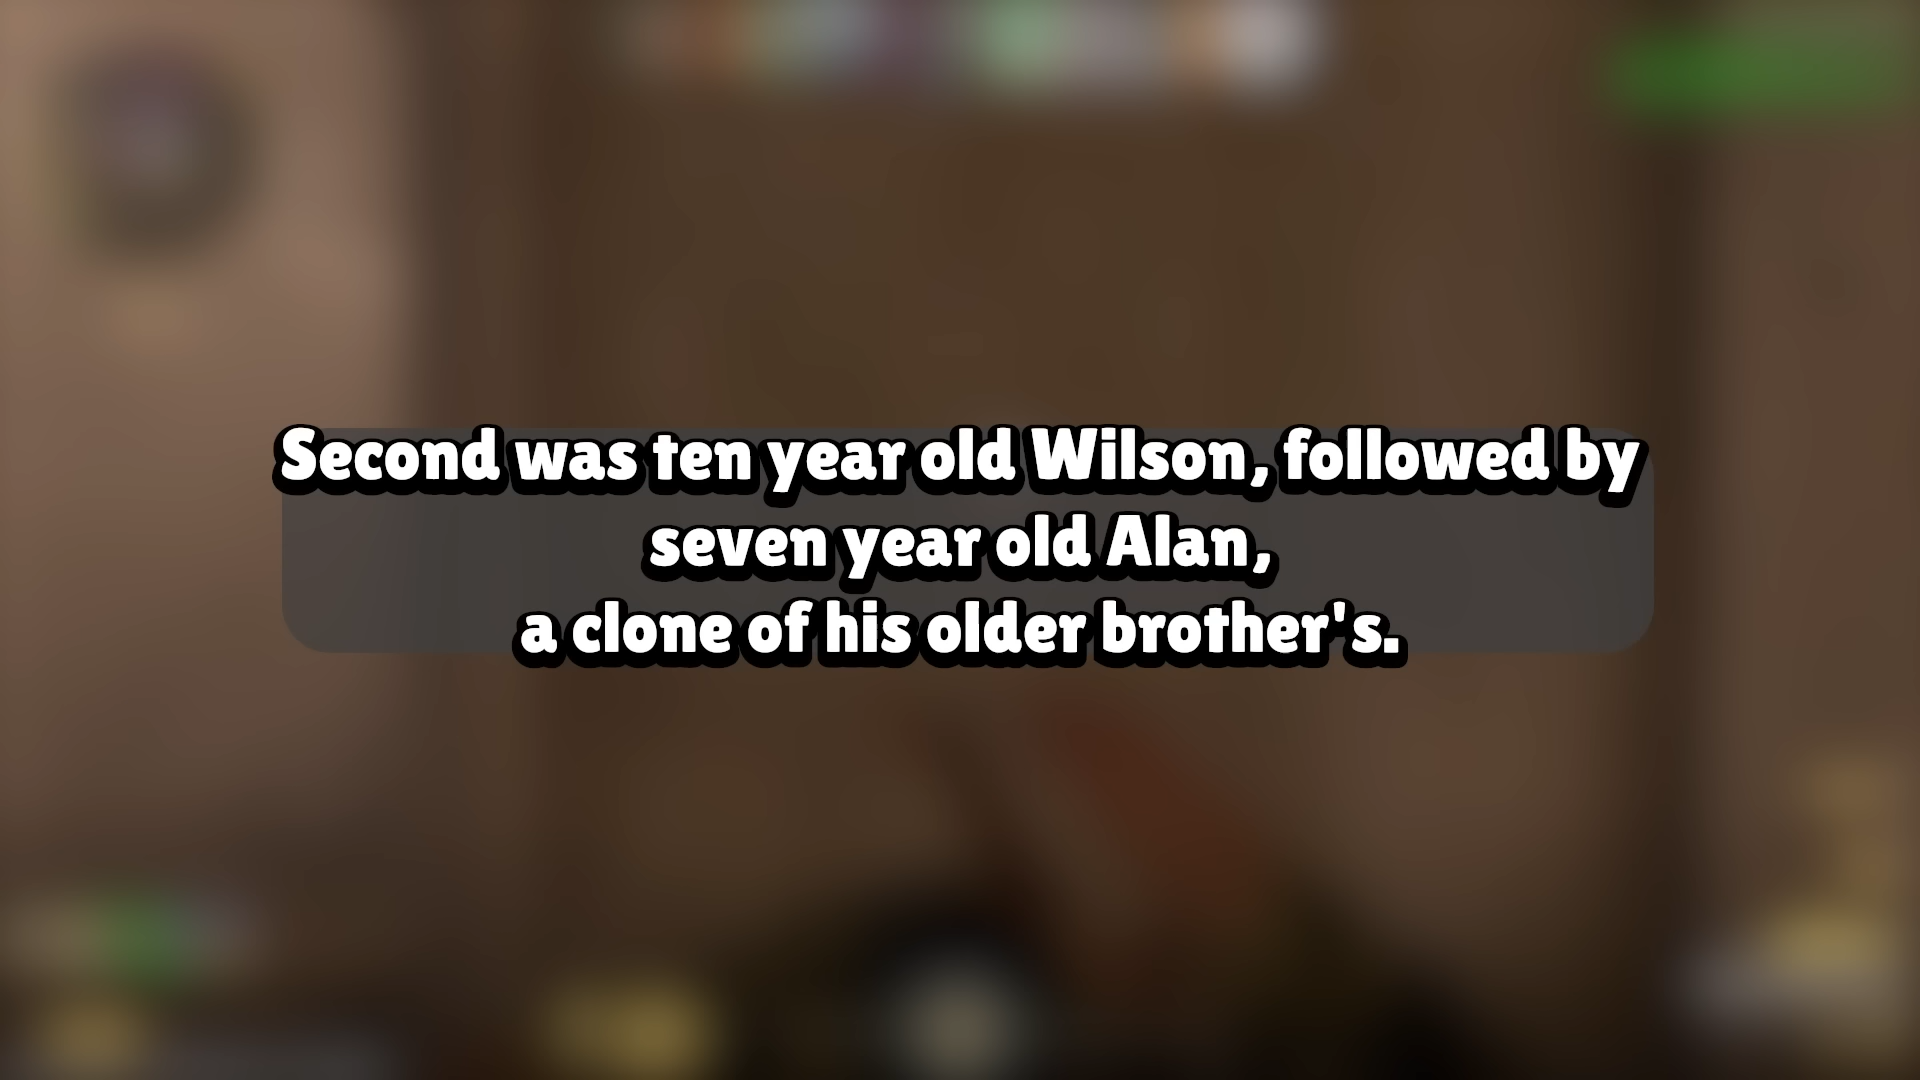 Second was ten year old Wilson, followed by
seven year old Alan,
a clone of his older brother's.